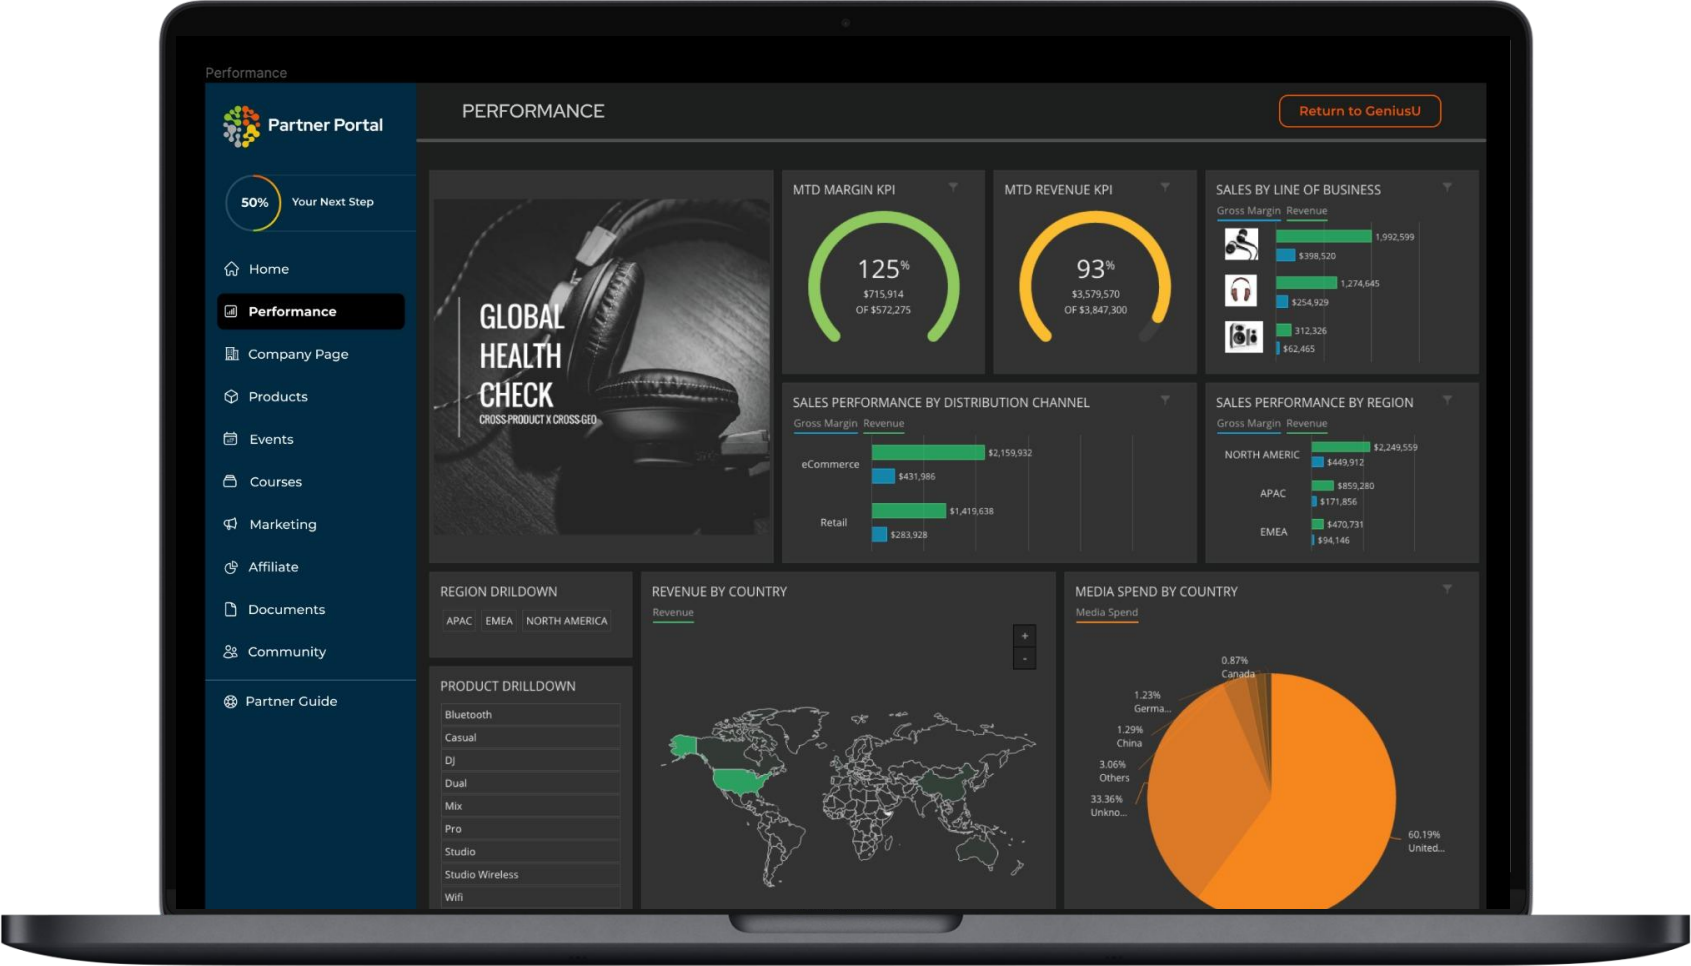 Performance
Partner Portal
50%
Your Next Step
Home
Performance
Company Page
Products
Events
Courses
Marketing
Affiliate
Documents
Community
Partner Guide
PERFORMANCE
Return to GeniusU
GLOBAL
HEALTH
CHECK
CROSS-PRODUCT X CROSS-GEO
MTD MARGIN KPI
125%
$715,914
OF $572,275
MTD REVENUE KPI
93%
$3,579,570
OF $3,847,300
SALES BY LINE OF BUSINESS
Gross Margin Revenue
1,992,599
$398,520
1,274,645
$254,929
312,326
$62,465
SALES PERFORMANCE BY DISTRIBUTION CHANNEL
Gross Margin Revenue
eCommerce
$2,159,932
$431,986
Retail
$1,419,638
$283,928
SALES PERFORMANCE BY REGION
Gross Margin Revenue
NORTH AMERIC
$2,249,559
$449,912
APAC
$859,280
$171,856
EMEA
$470,731
$94,146
REGION DRILDOWN
APAC EMEA NORTH AMERICA
PRODUCT DRILLDOWN
Bluetooth
Casual
DJ
Dual
Mix
Pro
Studio
Studio Wireless
Wifi
REVENUE BY COUNTRY
Revenue
+
-
MEDIA SPEND BY COUNTRY
Media Spend
0.87%
Canada
1.23%
Germa...
1.29%
China
3.06%
Others
33.36%
Unkno...
60.19%
United...